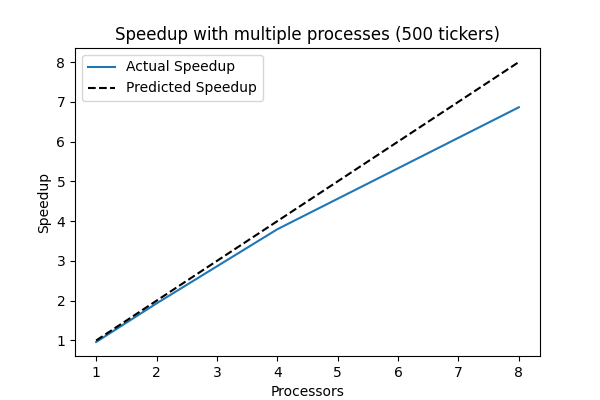 Speedup with multiple processes (500 tickers)
Actual Speedup
Predicted Speedup
8
7
6
5
4
3
2
1
Speedup
1 2 3 4 5 6 7 8
Processors